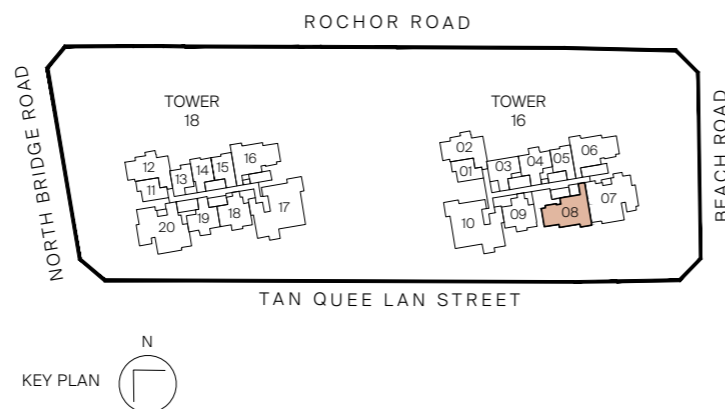 ROCHOR ROAD
NORTH BRIDGE ROAD
BEACH ROAD
TOWER
18
12
11
13
14
15
16
20
19
18
17
TOWER
16
02
01
03
04
05
06
10
09
08
07
TAN QUEE LAN STREET
N
KEY PLAN